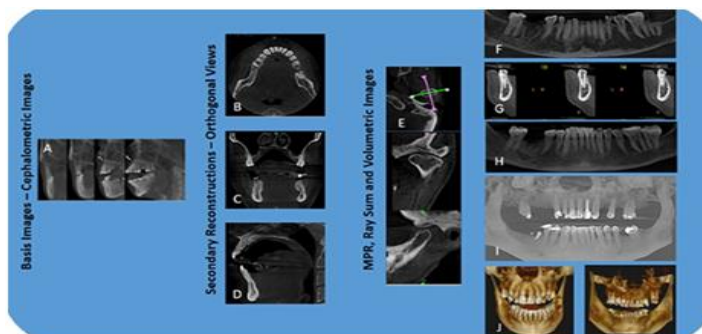 Basis Images – Cephalometric Images
A
Secondary Reconstructions – Orthogonal Views
B
C
D
MPR, Ray Sum and Volumetric Images
E
F
G
H
I
J